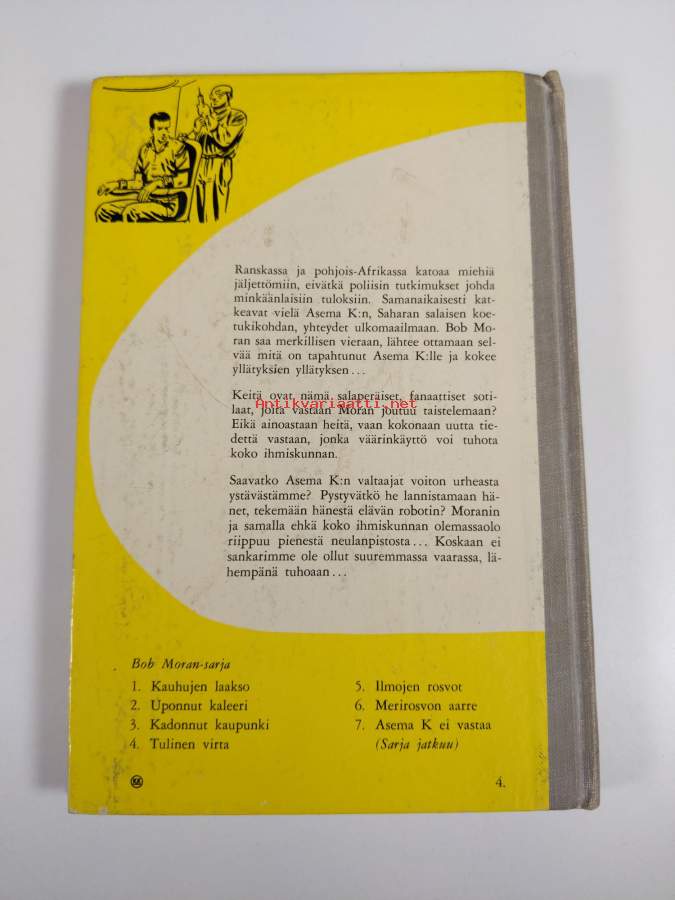 Ranskassa ja pohjois-Afrikassa katoaa miehiä
jäljettömiin, eivätkä poliisin tutkimukset johda
minkäänlaisiin tuloksiin. Samanaikaisesti kat-
keavat vielä Asema K:n, Saharan salaisen koe-
tukikohdan, yhteydet ulkomaailmaan. Bob Mo-
ran saa merkillisen vieraan, lähtee ottamaan sel-
vää mitä on tapahtunut Asema K:lle ja kokee
yllätyksien yllätyksen...
Keitä ovat nämä salaperäiset, fanaattiset soti-
Antikvariaatti.net
laat, joita vastaan Moran joutuu taistelemaan?
Eikä ainoastaan heitä, vaan kokonaan uutta tie-
dettä vastaan, jonka väärinkäyttö voi tuhota
koko ihmiskunnan.
Saavatko Asema K:n valtaajat voiton urheasta
ystävästämme? Pystyvätkö he lannistamaan hä-
net, tekemään hänestä elävän robotin? Moranin
ja samalla ehkä koko ihmiskunnan olemassaolo
riippuu pienestä neulanpistosta... Koskaan ei
sankarimme ole ollut suuremmassa vaarassa, lä-
hempänä tuhoaan...
Bob Moran-sarja
1. Kauhujen laakso
2. Uponnut kaleeri
3. Kadonnut kaupunki
4. Tulinen virta
5. Ilmojen rosvot
6. Merirosvon aarre
7. Asema K ei vastaa
(Sarja jatkuu)
4.